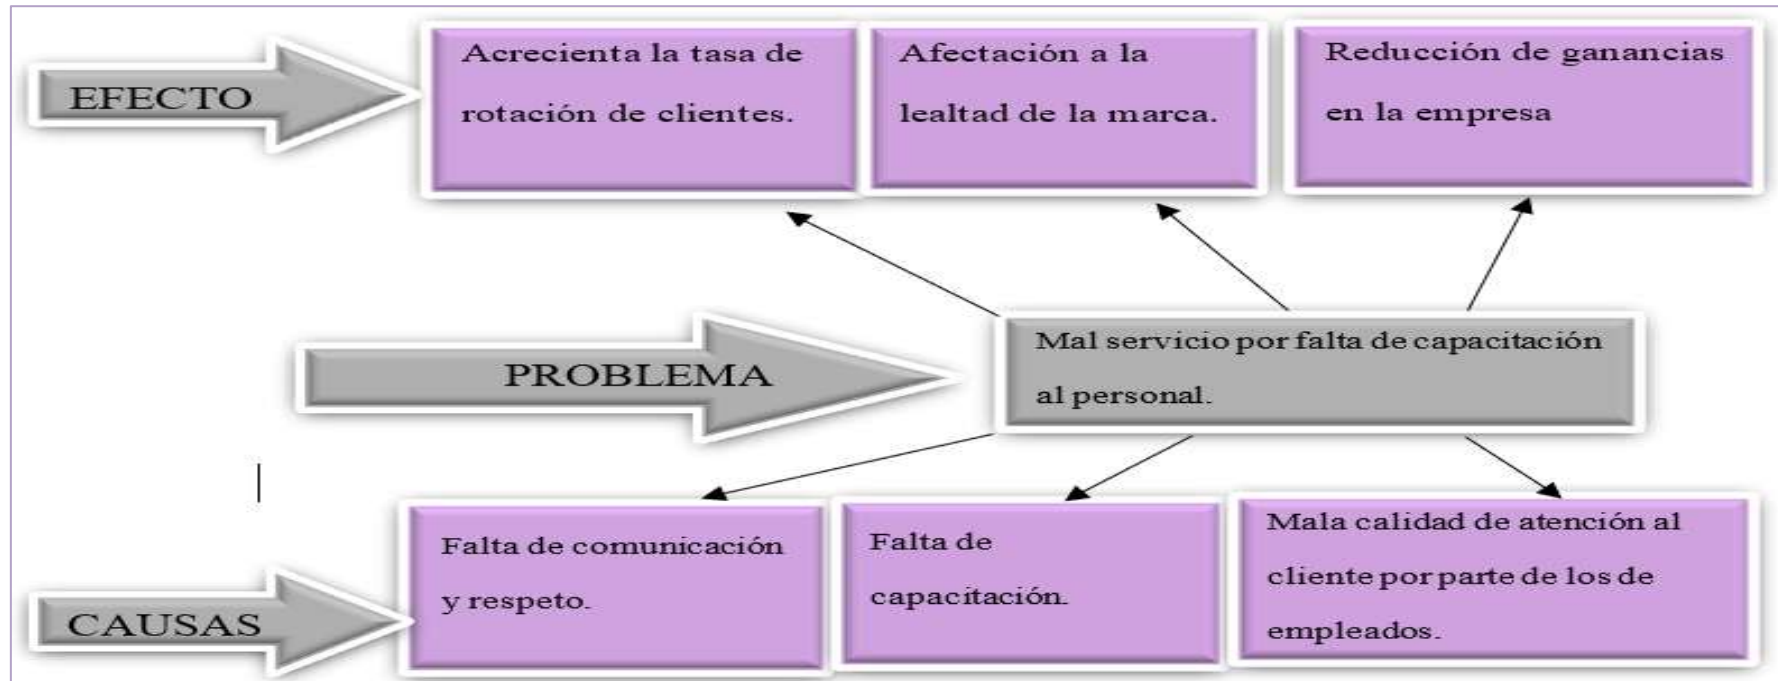 EFECTO
Acrecienta la tasa de
rotación de clientes.
Afectación a la
lealtad de la marca.
Reducción de ganancias
en la empresa
PROBLEMA
Mal servicio por falta de capacitación
al personal.
CAUSAS
Falta de comunicación
y respeto.
Falta de
capacitación.
Mala calidad de atención al
cliente por parte de los de
empleados.